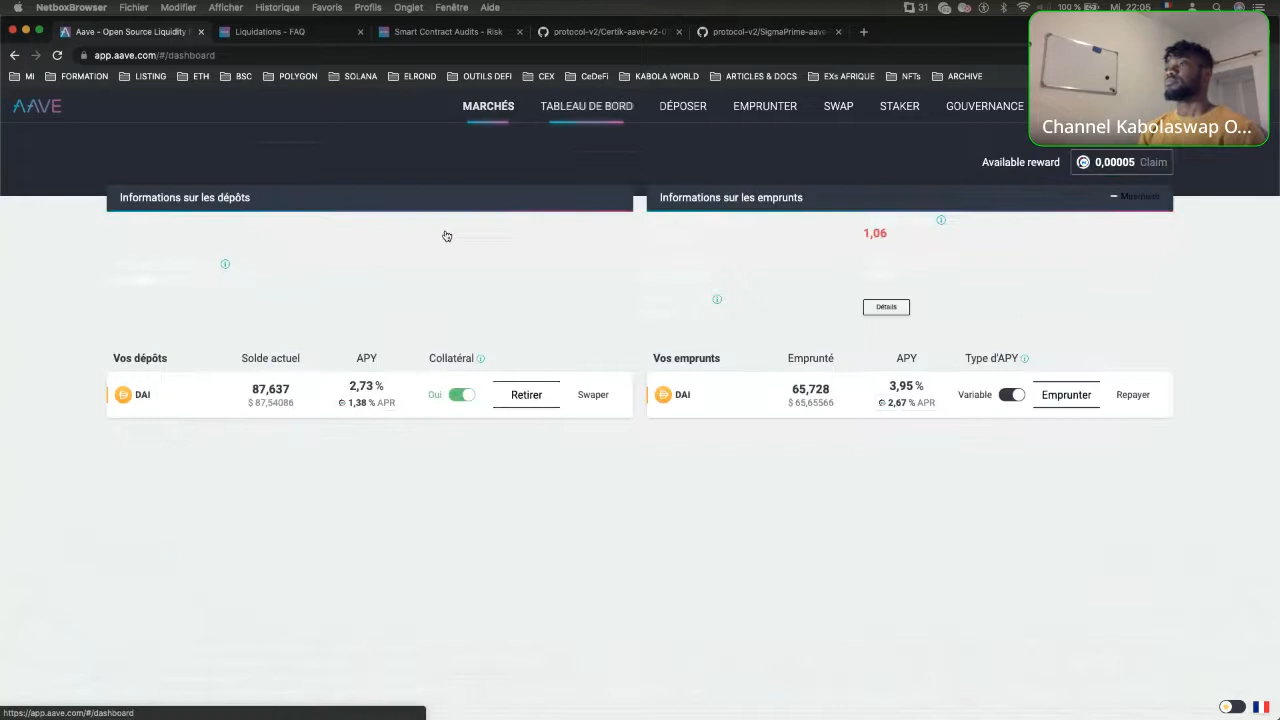 NetboxBrowser Fichier Modifier Afficher Historique Favoris Profils Onglet Fenêtre Aide 31 100 % Mi, 22:05
Aave - Open Source Liquidity Liquidations - FAQ Smart Contract Audits - Risk protocol-v2/Certik-aave-v2-0 protocol-v2/SigmaPrime-aave
app.aave.com/#/dashboard
MI FORMATION LISTING ETH BSC POLYGON SOLANA ELROND OUTILS DEFI CEX CeDeFi KABOLA WORLD ARTICLES & DOCS EXs AFRIQUE NFTs ARCHIVE
AAVE MARCHÉS TABLEAU DE BORD DÉPOSER EMPRUNTER SWAP STAKER GOUVERNANCE
Channel Kabolaswap O...
Available reward 0,00005 Claim
Informations sur les dépôts Informations sur les emprunts
1,06
Détails
Vos dépôts Solde actuel APY Collatéral Vos emprunts Emprunté APY Type d'APY
DAI 87,637 2,73 % Oui Retirer Swaper DAI 65,728 3,95 % Variable Emprunter Repayer
$ 87,54086 1,38 % APR $ 65,65566 2,67 % APR
https://app.aave.com/#/dashboard